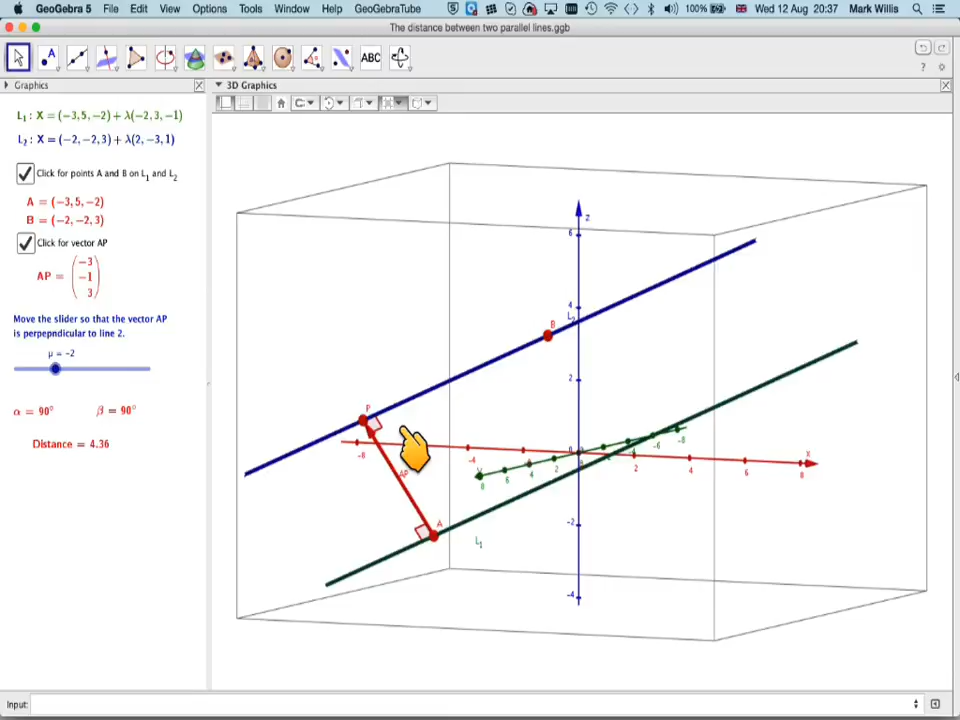 GeoGebra 5 File Edit View Options Tools Window Help GeoGebraTube 100% Wed 12 Aug 20:37 Mark Willis
The distance between two parallel lines.ggb
ABC
Graphics
3D Graphics
L₁ : X = (−3, 5, −2) + λ(−2, 3, −1)
L₂ : X = (−2, −2, 3) + λ(2, −3, 1)
Click for points A and B on L₁ and L₂
A = (−3, 5, −2)
B = (−2, −2, 3)
Click for vector AP
AP = (−3 −1 3)
Move the slider so that the vector AP
is perpepndicular to line 2.
μ = −2
α = 90° β = 90°
Distance = 4.36
z
6
4
2
0
-2
-4
B
P
AP
A
L₁
x
-8
-4
2
4
6
8
8
6
4
2
-6
-8
Input: